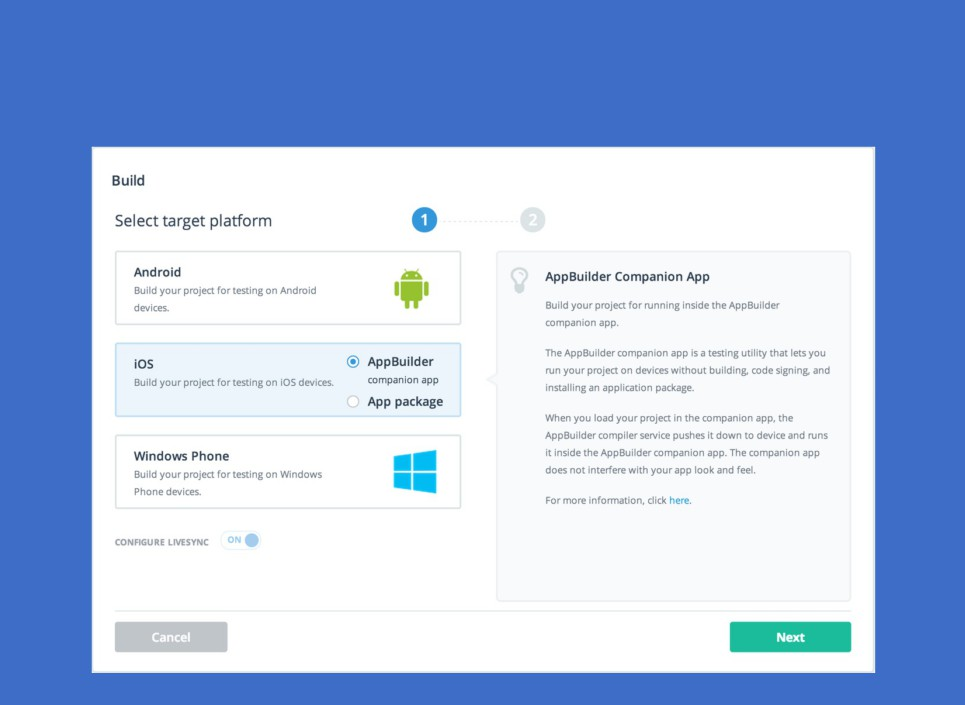 Build
Select target platform
1
2
Android
Build your project for testing on Android
devices.
iOS
Build your project for testing on iOS devices.
AppBuilder
companion app
App package
Windows Phone
Build your project for testing on Windows
Phone devices.
CONFIGURE LIVESYNC
ON
AppBuilder Companion App
Build your project for running inside the AppBuilder
companion app.
The AppBuilder companion app is a testing utility that lets you
run your project on devices without building, code signing, and
installing an application package.
When you load your project in the companion app, the
AppBuilder compiler service pushes it down to device and runs
it inside the AppBuilder companion app. The companion app
does not interfere with your app look and feel.
For more information, click here.
Cancel
Next